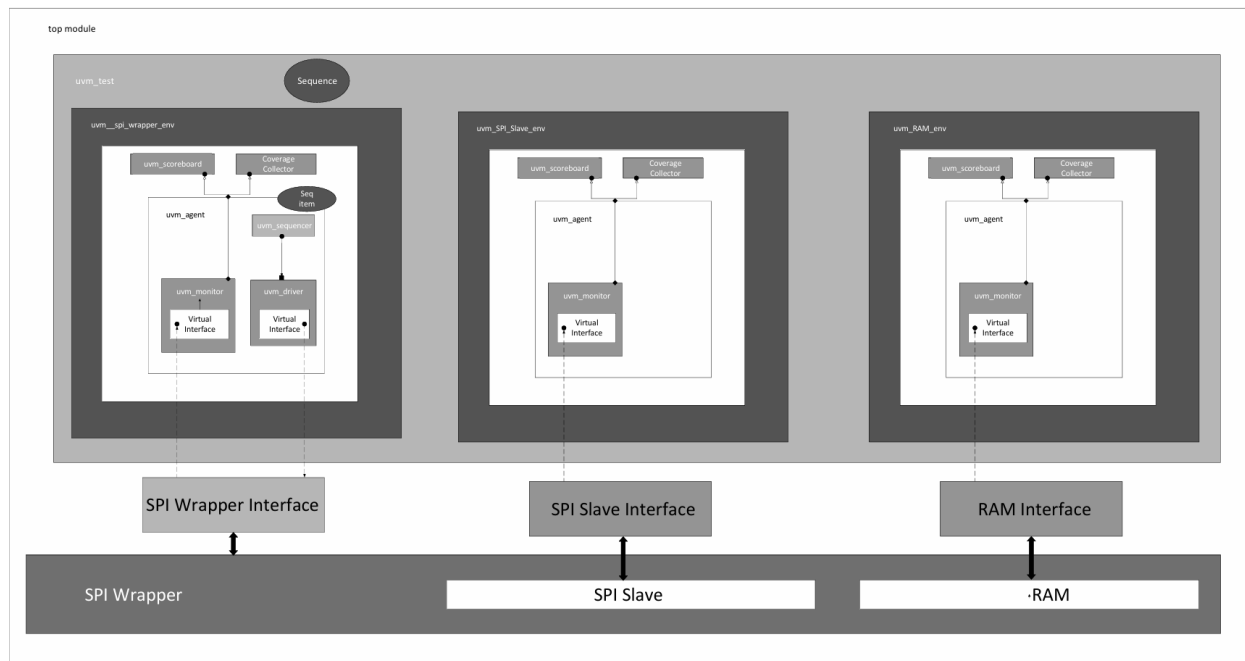 top module
uvm_test
Sequence
uvm__spi_wrapper_env
uvm_scoreboard
Coverage
Collector
Seq
item
uvm_agent
uvm_sequencer
uvm_monitor
uvm_driver
Virtual
Interface
Virtual
Interface
uvm_SPI_Slave_env
uvm_scoreboard
Coverage
Collector
uvm_agent
uvm_monitor
Virtual
Interface
uvm_RAM_env
uvm_scoreboard
Coverage
Collector
uvm_agent
uvm_monitor
Virtual
Interface
SPI Wrapper Interface
SPI Slave Interface
RAM Interface
SPI Wrapper
SPI Slave
·RAM